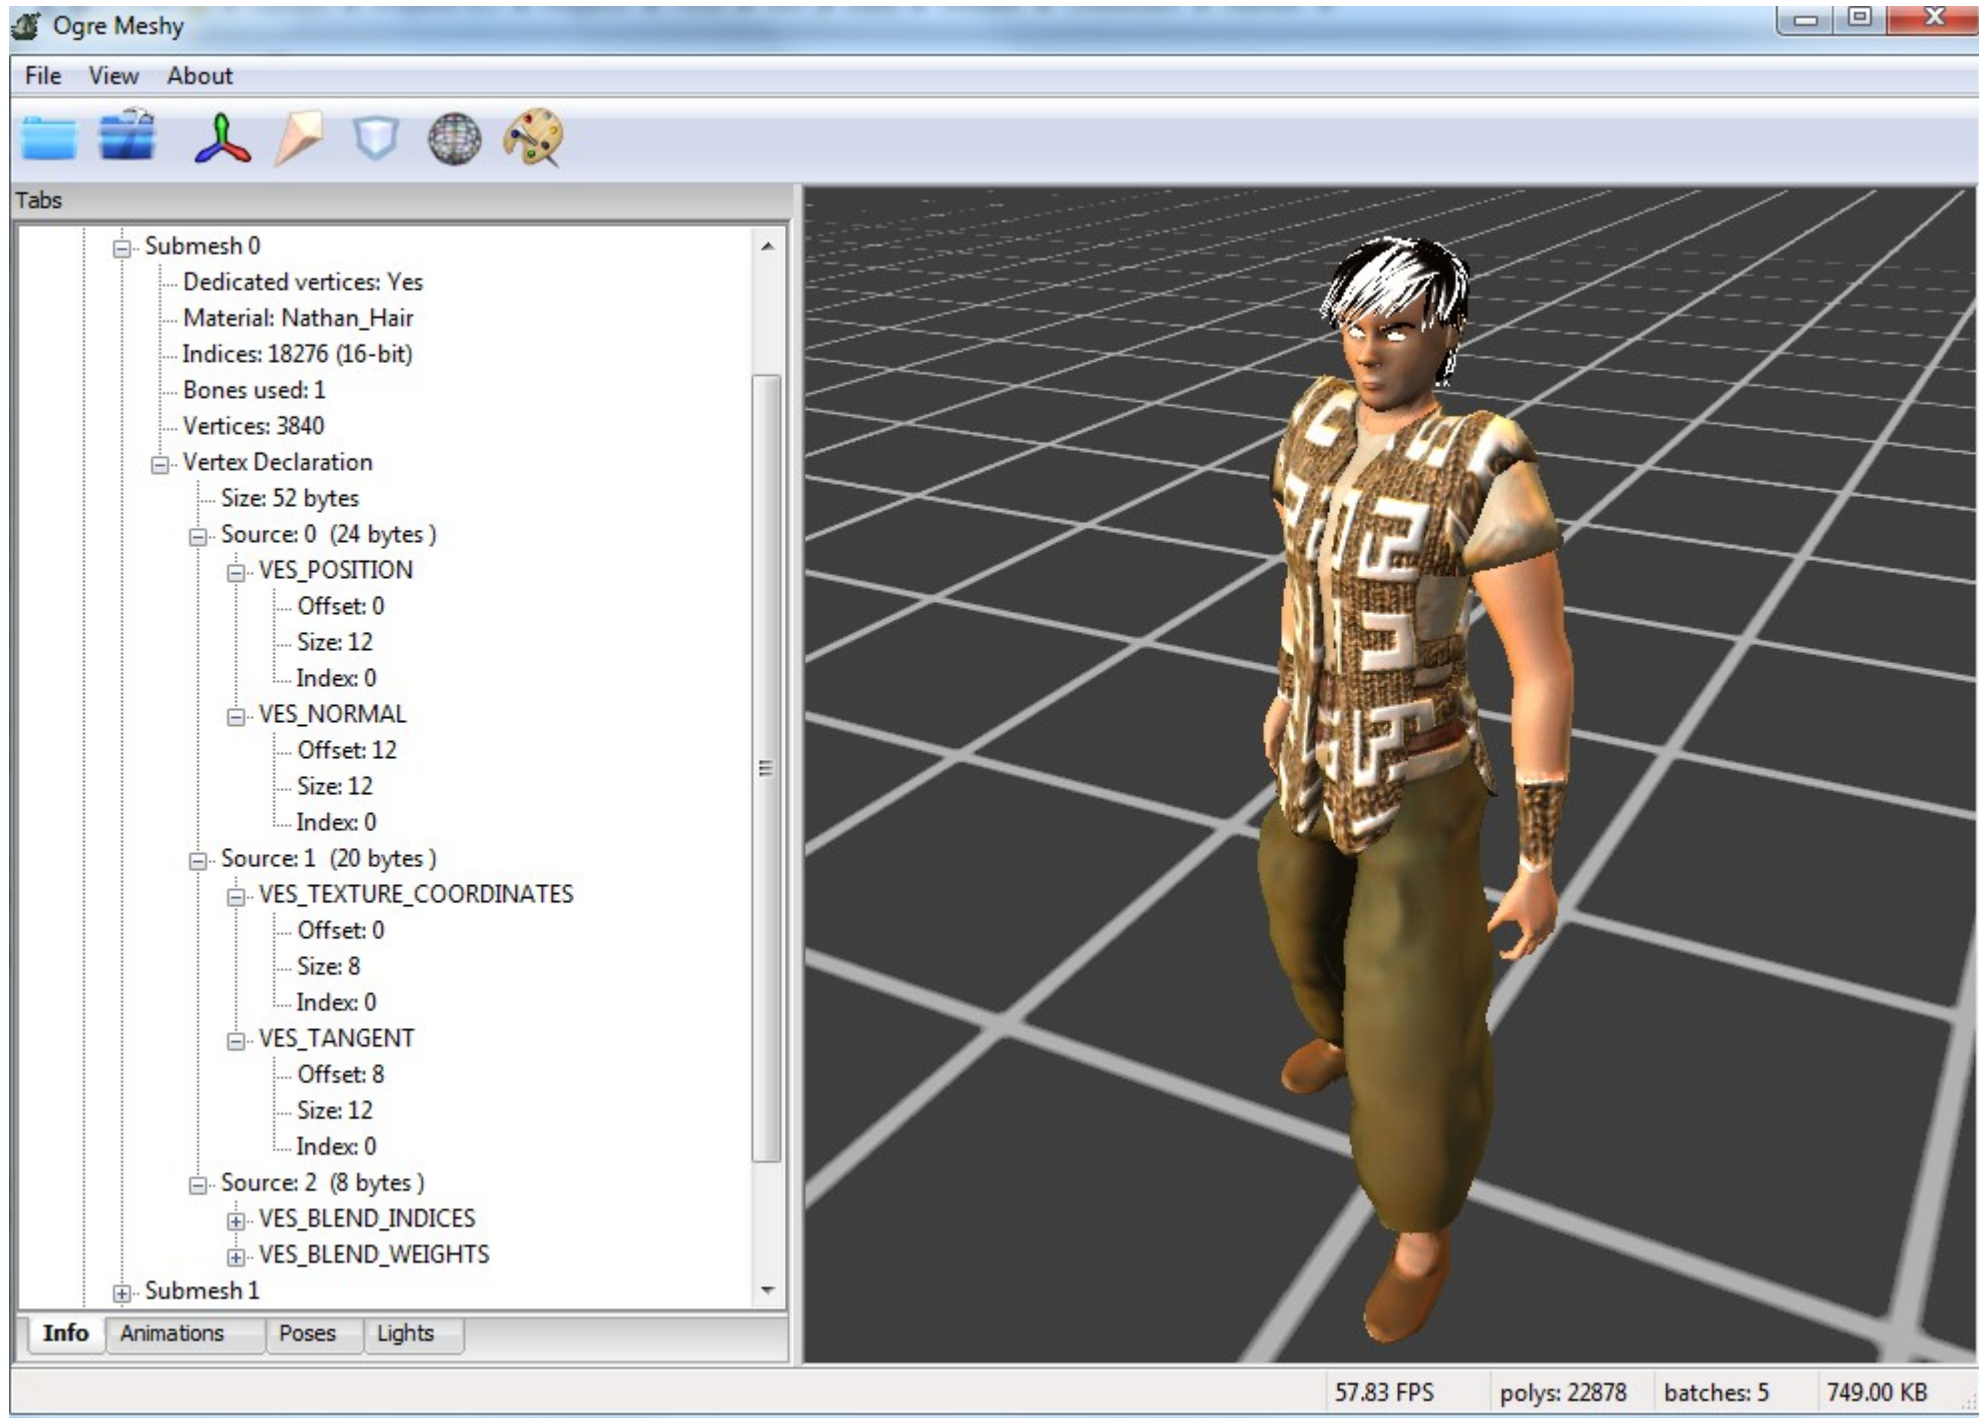 Ogre Meshy
File View About
Tabs
Submesh 0
Dedicated vertices: Yes
Material: Nathan_Hair
Indices: 18276 (16-bit)
Bones used: 1
Vertices: 3840
Vertex Declaration
Size: 52 bytes
Source: 0 (24 bytes )
VES_POSITION
Offset: 0
Size: 12
Index: 0
VES_NORMAL
Offset: 12
Size: 12
Index: 0
Source: 1 (20 bytes )
VES_TEXTURE_COORDINATES
Offset: 0
Size: 8
Index: 0
VES_TANGENT
Offset: 8
Size: 12
Index: 0
Source: 2 (8 bytes )
VES_BLEND_INDICES
VES_BLEND_WEIGHTS
Submesh 1
Info Animations Poses Lights
57.83 FPS polys: 22878 batches: 5 749.00 KB